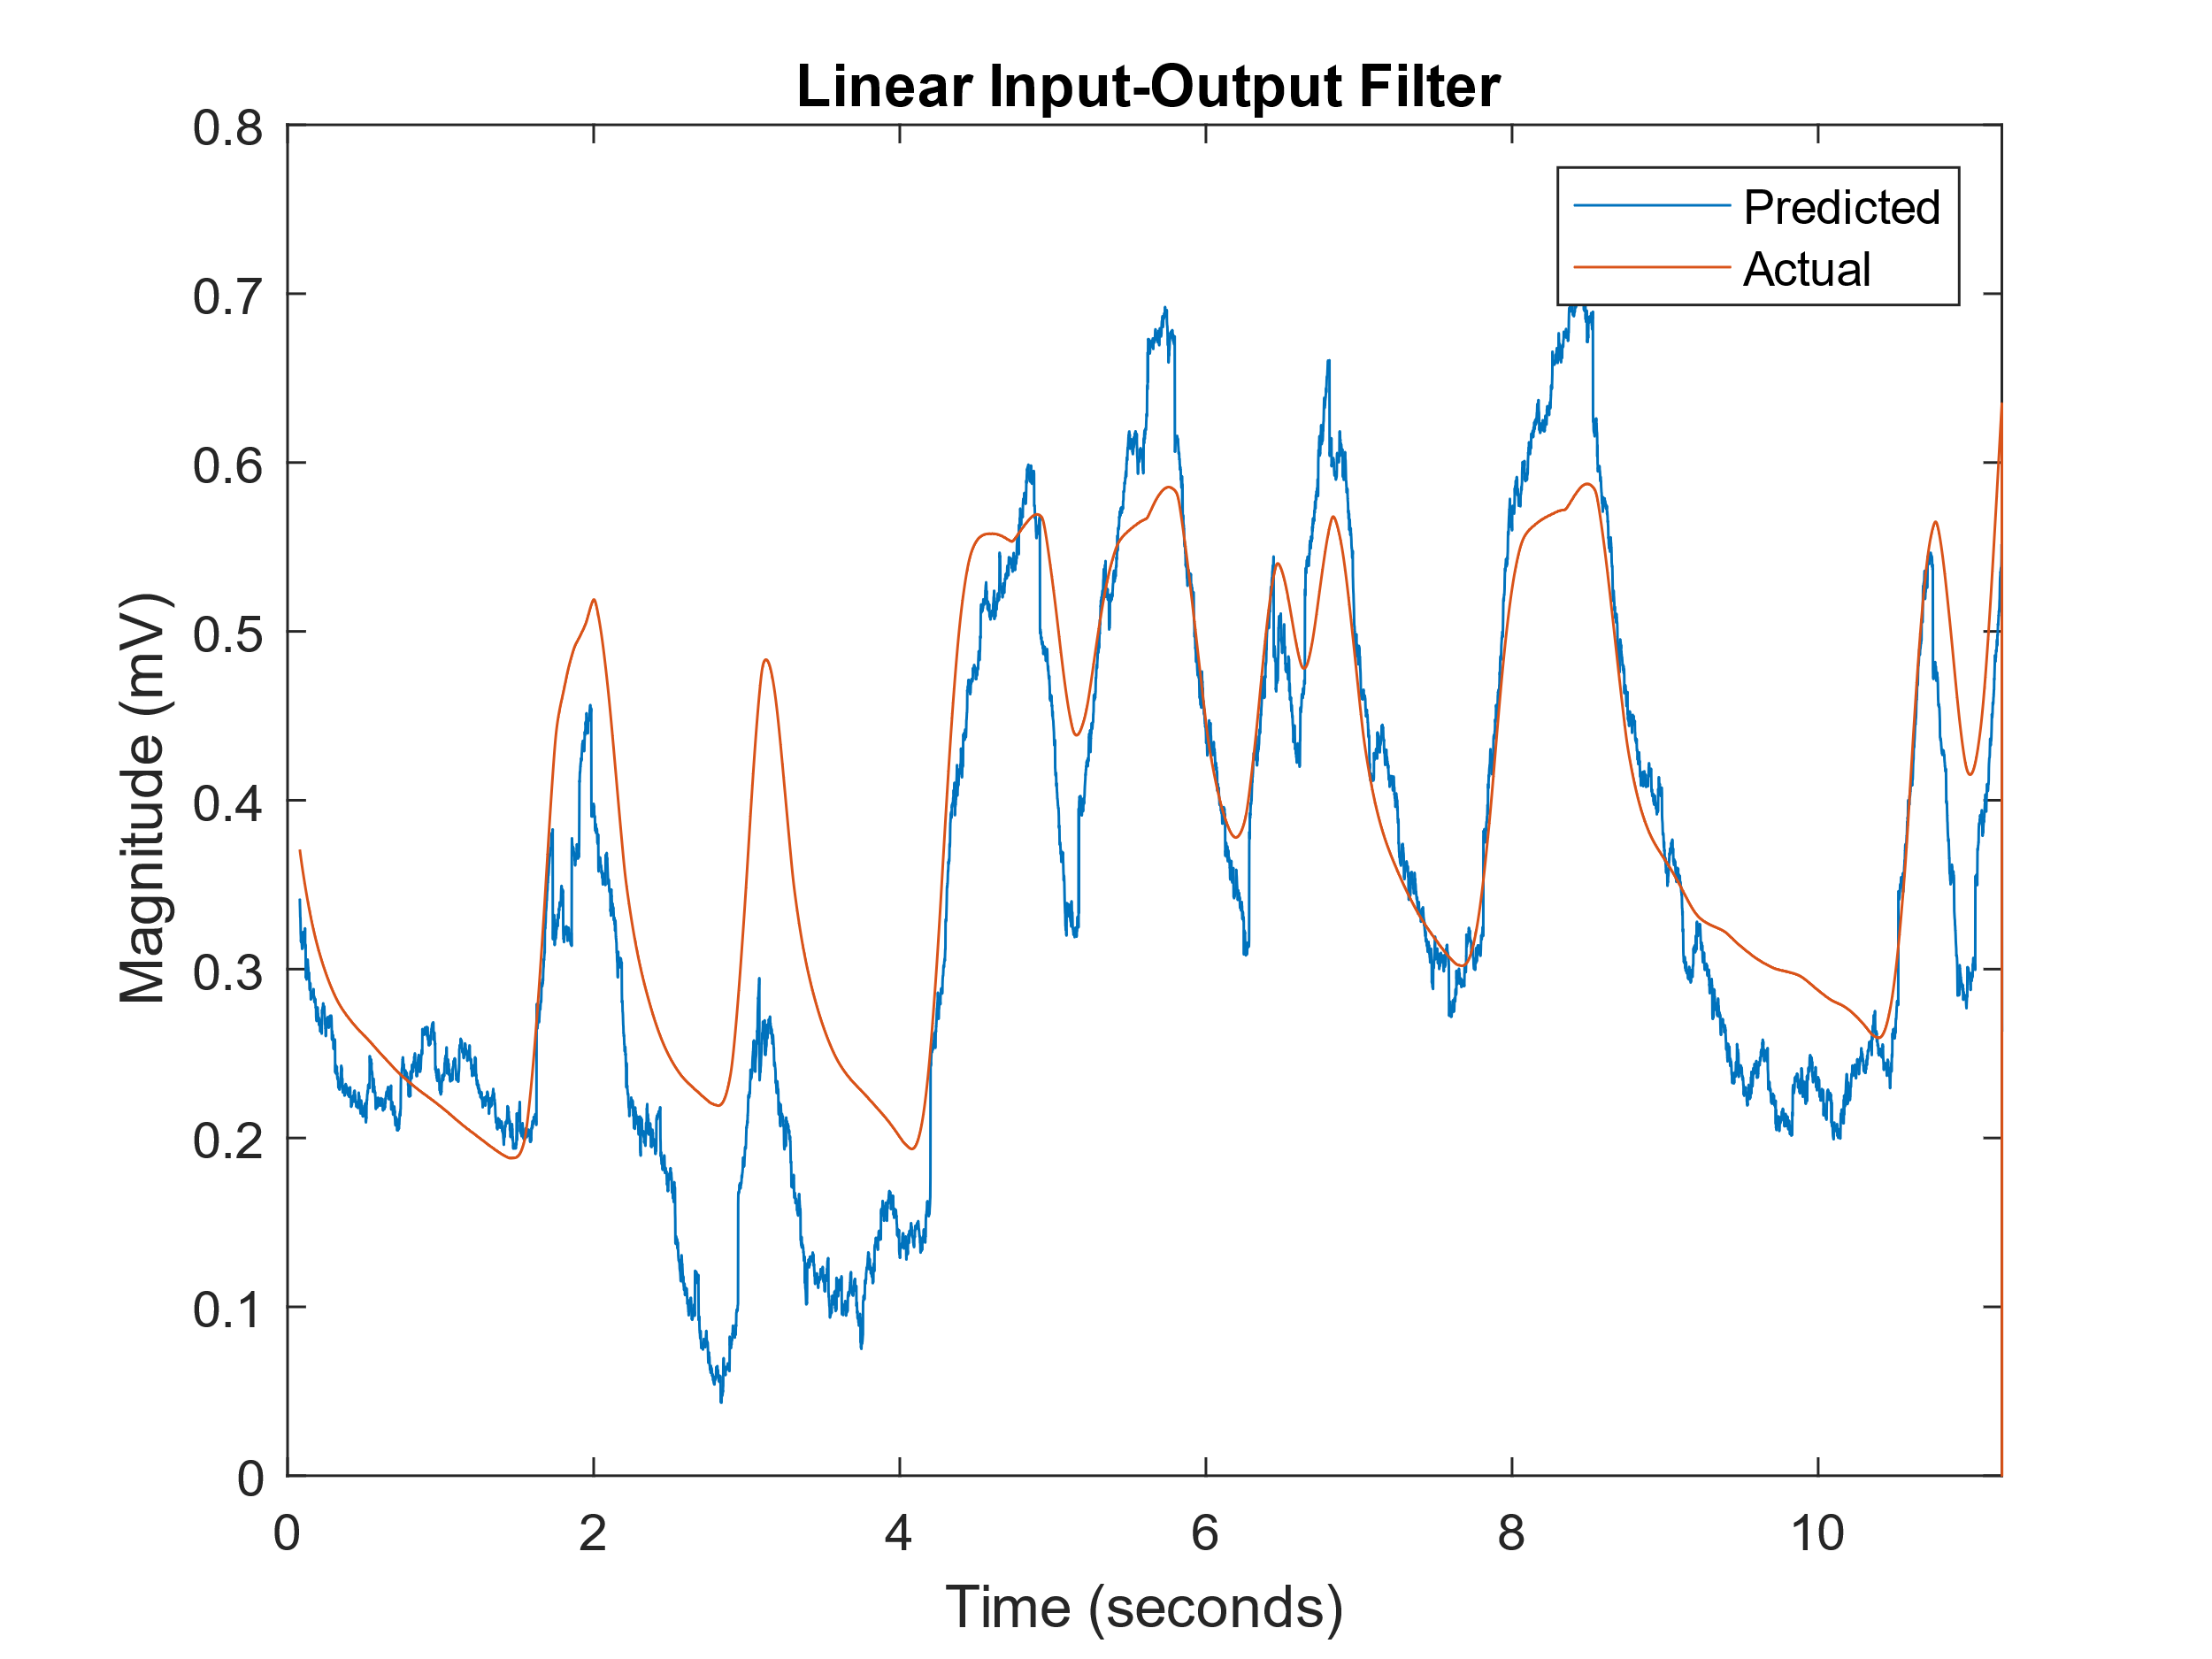 Linear Input-Output Filter
0.8
0.7
0.6
0.5
0.4
0.3
0.2
0.1
0
Magnitude (mV)
Predicted
Actual
0 2 4 6 8 10
Time (seconds)